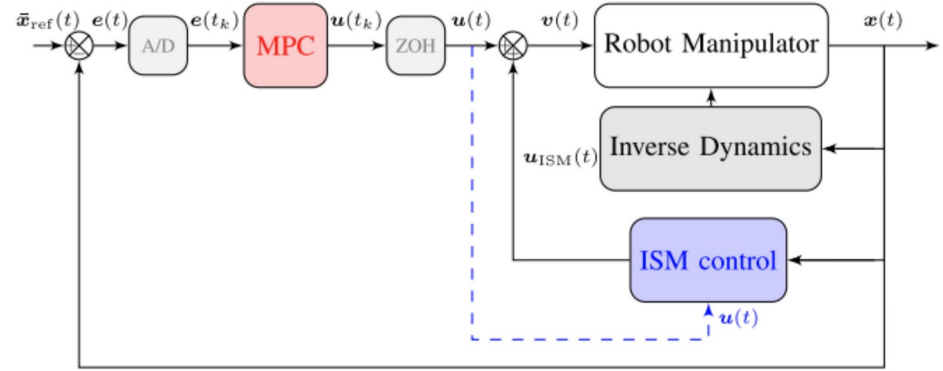 x̄_ref(t) e(t) A/D e(t_k) MPC u(t_k) ZOH u(t) v(t) Robot Manipulator x(t)
u_ISM(t) Inverse Dynamics
ISM control
u(t)